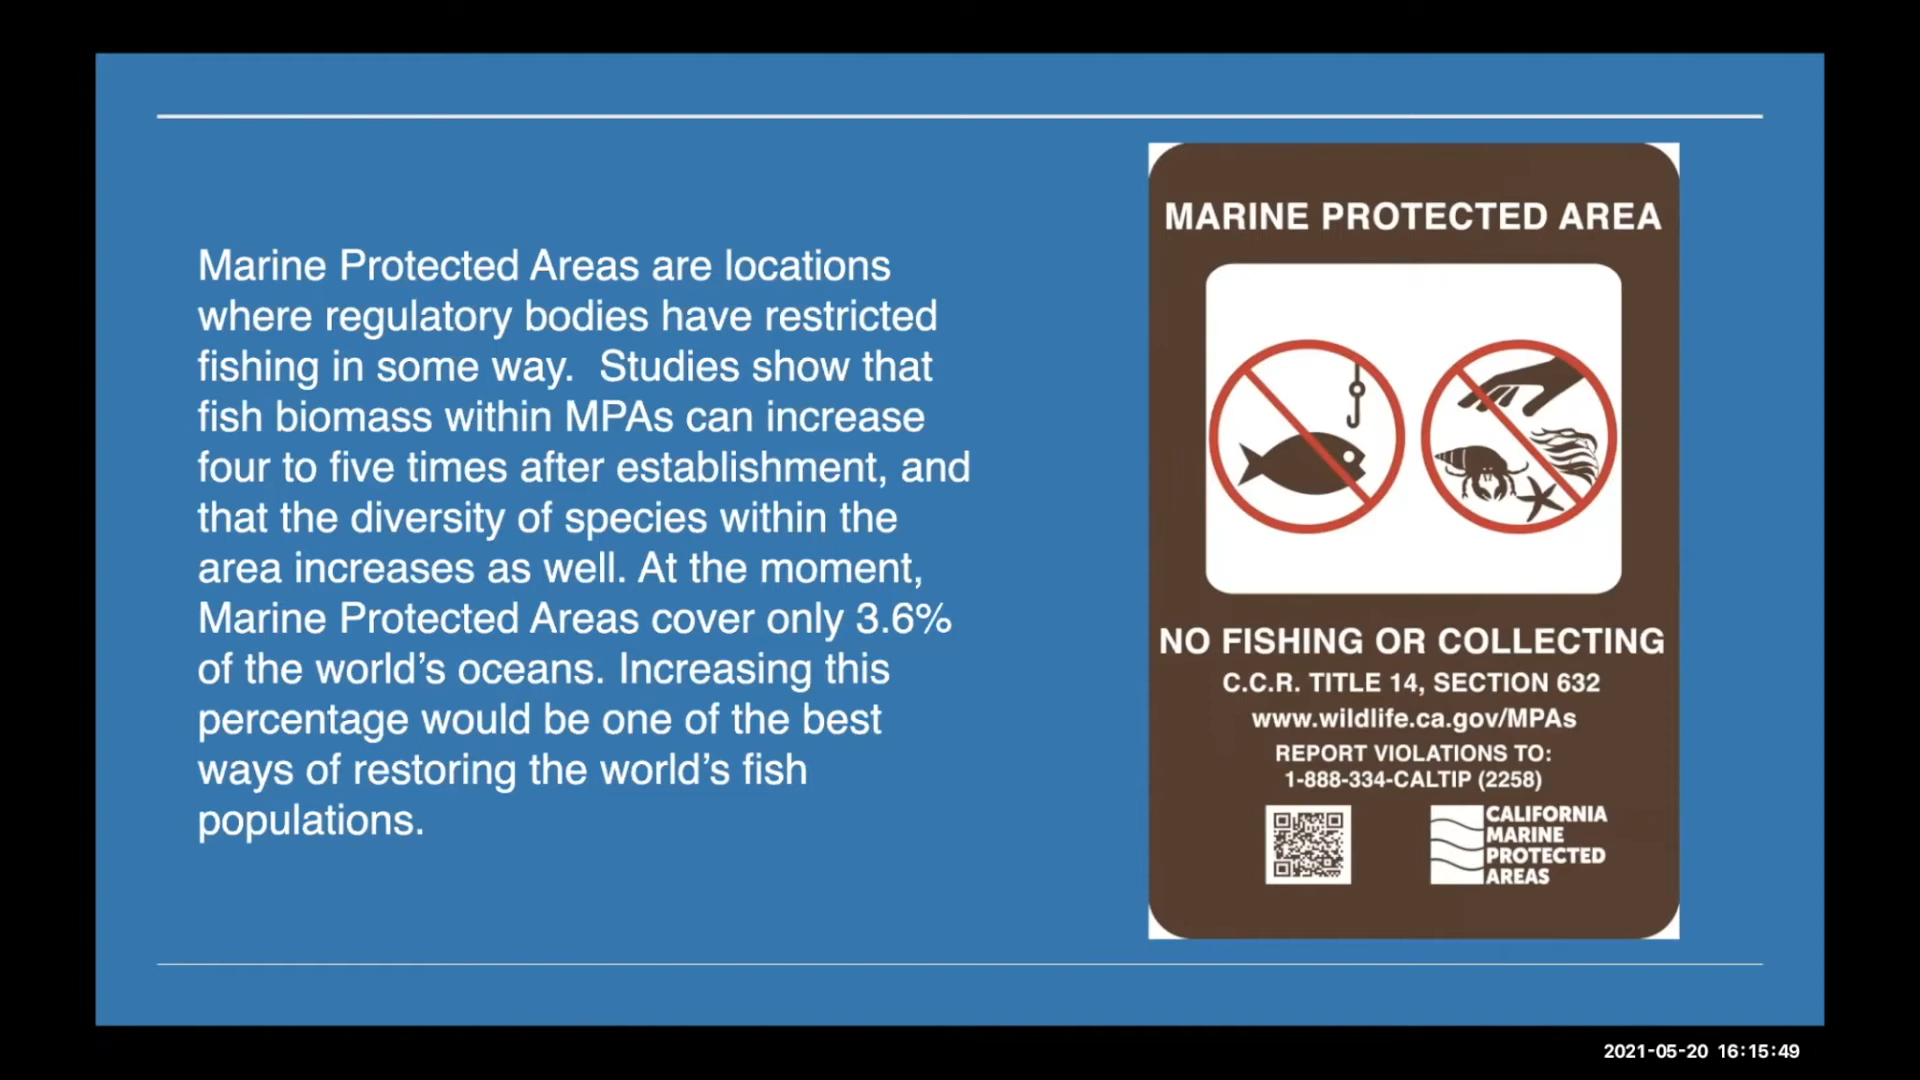 Marine Protected Areas are locations
where regulatory bodies have restricted
fishing in some way.  Studies show that
fish biomass within MPAs can increase
four to five times after establishment, and
that the diversity of species within the
area increases as well. At the moment,
Marine Protected Areas cover only 3.6%
of the world’s oceans. Increasing this
percentage would be one of the best
ways of restoring the world’s fish
populations.
MARINE PROTECTED AREA
NO FISHING OR COLLECTING
C.C.R. TITLE 14, SECTION 632
www.wildlife.ca.gov/MPAs
REPORT VIOLATIONS TO:
1-888-334-CALTIP (2258)
CALIFORNIA
MARINE
PROTECTED
AREAS
2021-05-20 16:15:49